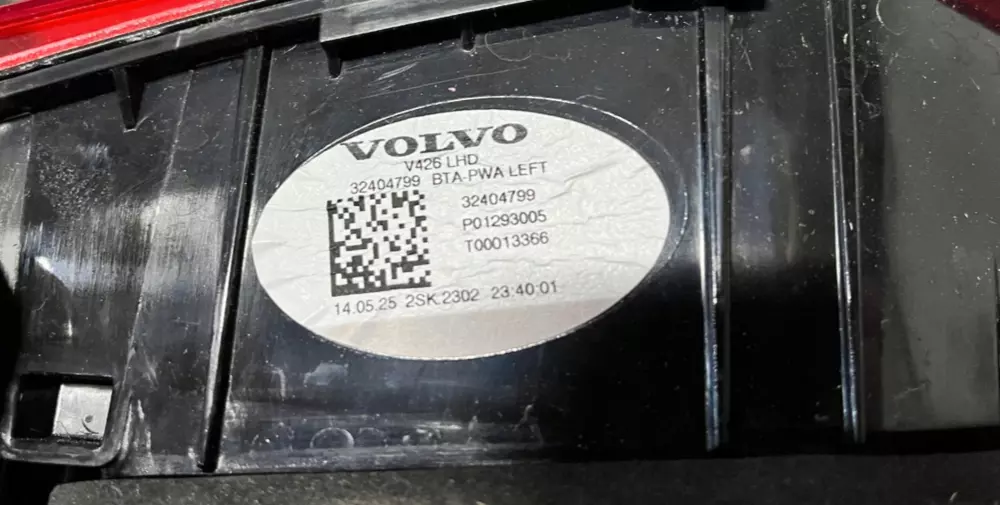 VOLVO
V426 LHD
32404799 BTA-PWA LEFT
32404799
P01293005
T00013366
14.05.25 2SK.2302 23:40:01